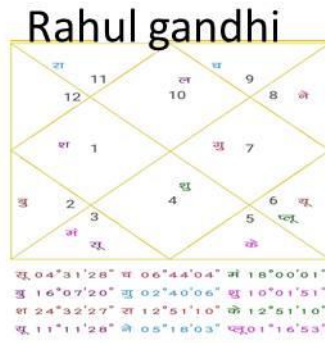 Rahul gandhi
रा ल च
11 9
12 10 8 ने
श 1 गु 7
शु
बु 2 4 6 यू
3 5 प्लू
मं
सू के
सू 04°31'28" च 06°44'04" मं 18°00'01"
बु 16°07'20" गु 02°40'06" शु 10°01'51"
श 24°32'27" रा 12°51'10" के 12°51'10"
यू 11°11'28" ने 05°18'03" प्लू 01°16'53"